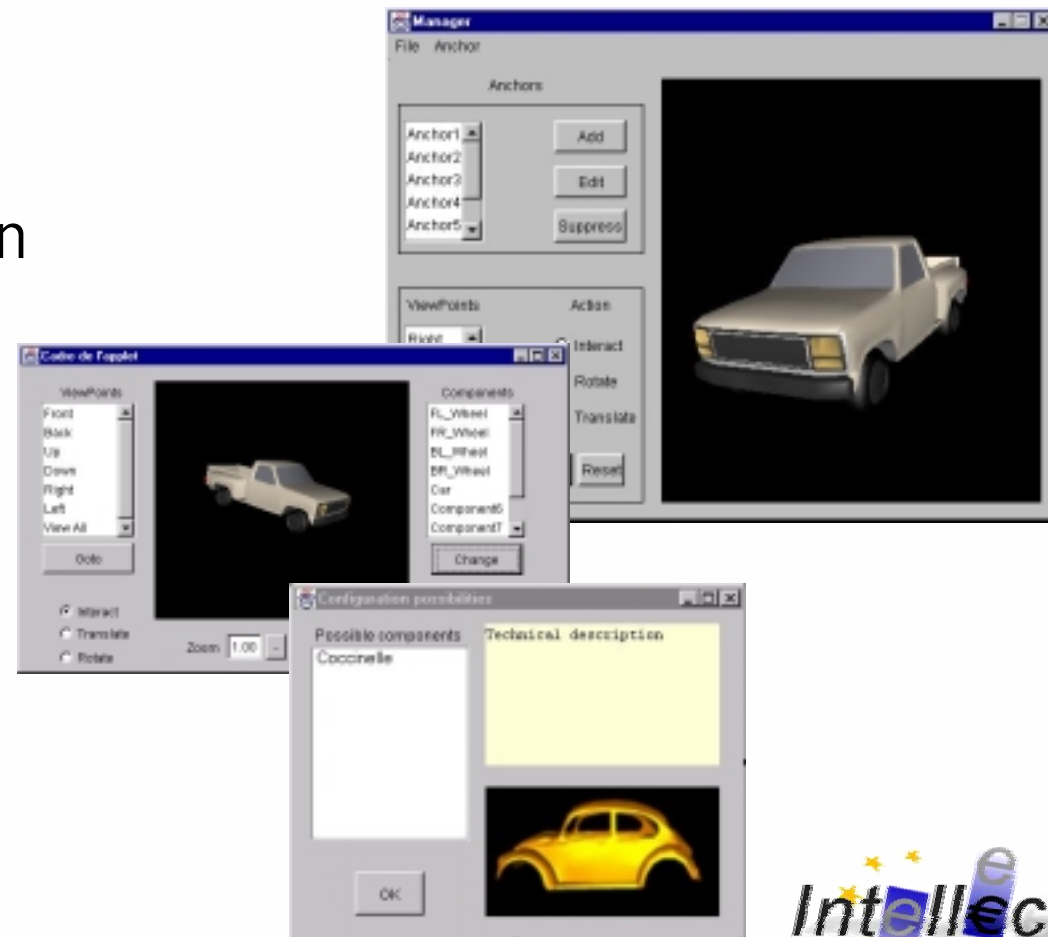 Manager
File Anchor
Anchors
Anchor1
Anchor2
Anchor3
Anchor4
Anchor5
Add
Edit
Suppress
n
ViewPoints
Right
Action
Interact
Rotate
Translate
Reset
Cadre de l'applet
ViewPoints
Front
Back
Up
Down
Right
Left
View All
Goto
Interact
Translate
Rotate
Zoom 1.00 -
Components
FL_Wheel
FR_Wheel
BL_Wheel
BR_Wheel
Car
Component6
Component7
Change
Configuration possibilities
Possible components
Coccinelle
Technical description
OK
Intellec
e